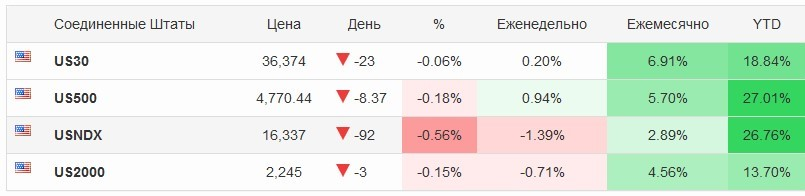 Соединенные Штаты Цена День % Еженедельно Ежемесячно YTD
US30 36,374 -23 -0.06% 0.20% 6.91% 18.84%
US500 4,770.44 -8.37 -0.18% 0.94% 5.70% 27.01%
USNDX 16,337 -92 -0.56% -1.39% 2.89% 26.76%
US2000 2,245 -3 -0.15% -0.71% 4.56% 13.70%